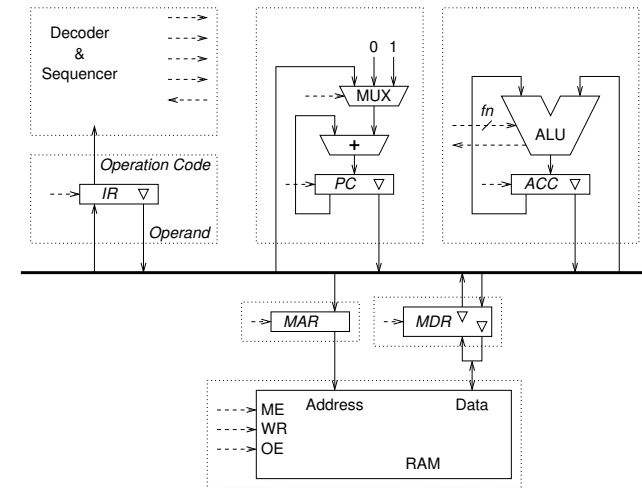 Decoder
&
Sequencer
Operation Code
IR
Operand
0 1
MUX
+
PC
fn
ALU
ACC
MAR
MDR
Address
Data
ME
WR
OE
RAM